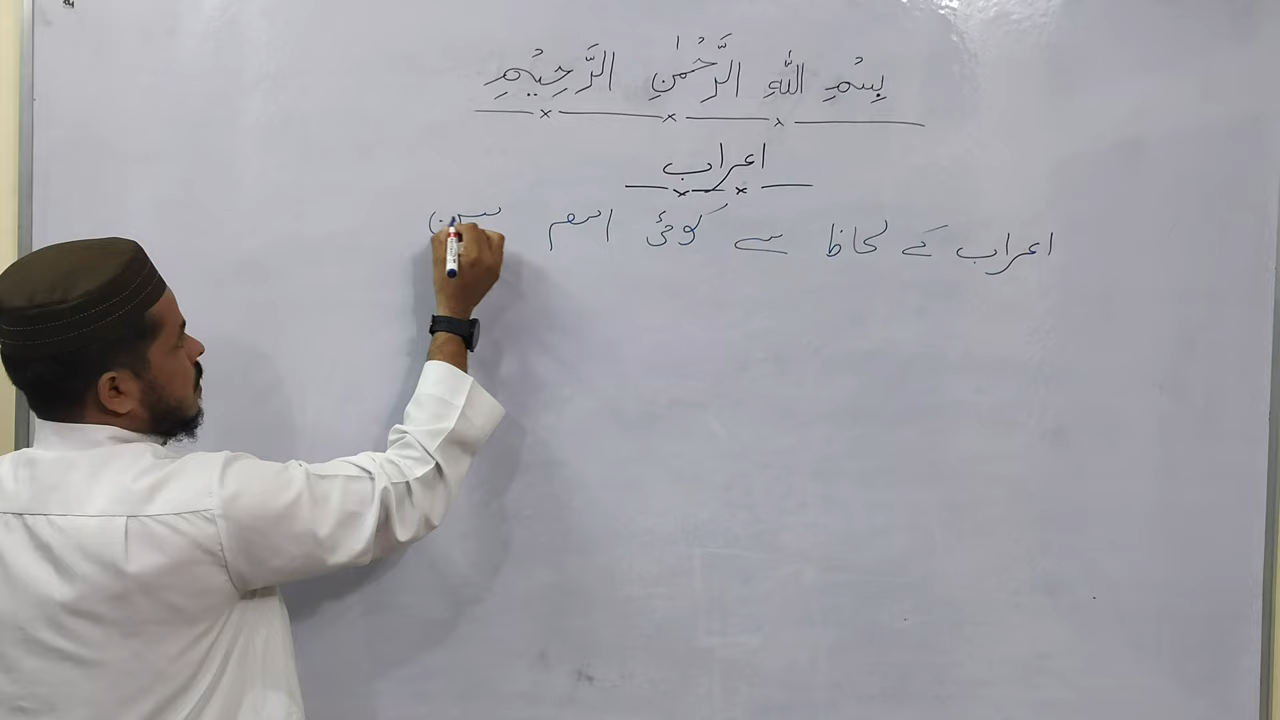 بِسْمِ اللّٰهِ الرَّحْمٰنِ الرَّحِيْمِ
اعراب
اعراب کے لحاظ سے کوئی اسم